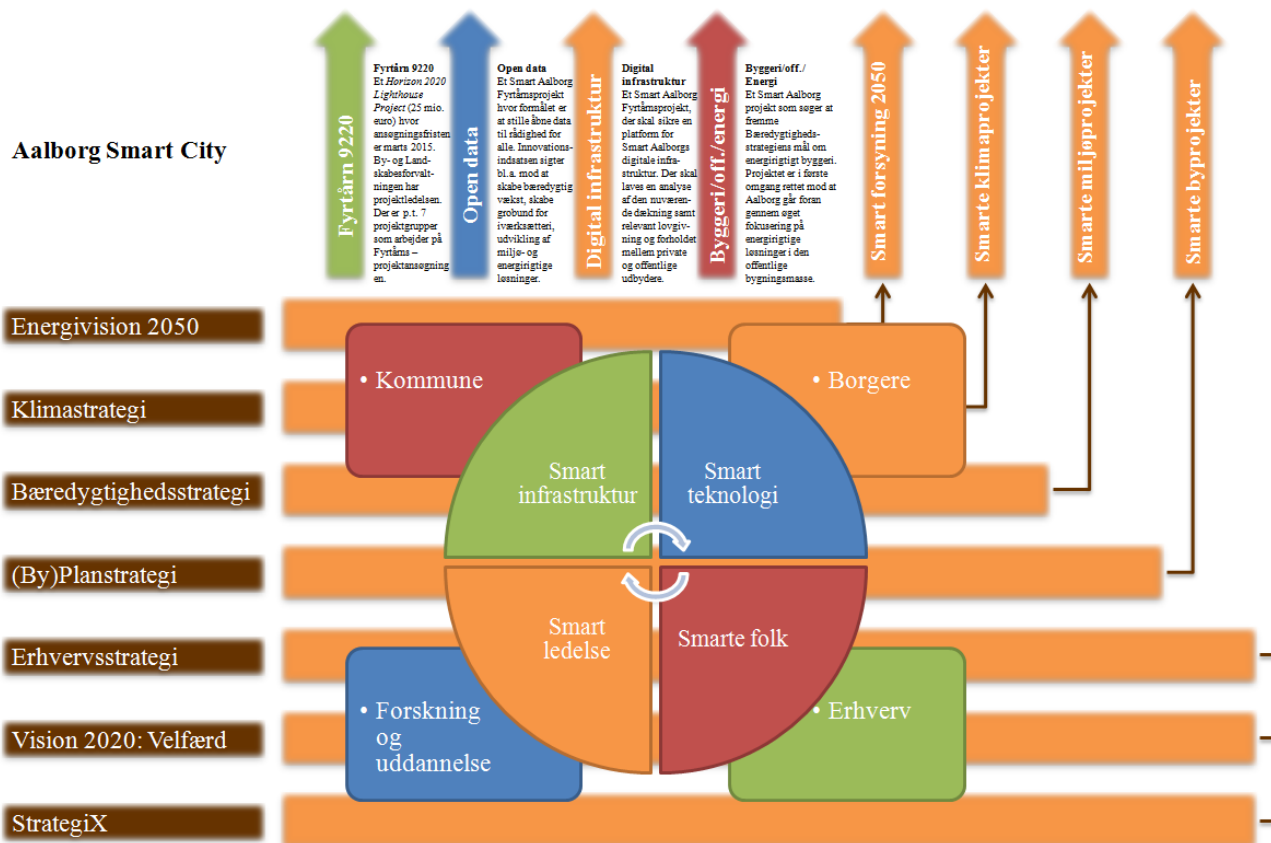 Aalborg Smart City
Fyrtårn 9220
Fyrtårn 9220
Et Horizon 2020
Lighthouse
Project (25 mio.
euro) hvor
ansøgningsfristen
er marts 2015.
By- og Land-
skabesforvalt-
ningen har
projektledelsen.
Der er p.t. 7
projektgrupper
som arbejder på
Fyrtårns –
projektansøgning
en.
Open data
Open data
Et Smart Aalborg
Fyrtårnsprojekt
hvor formålet er
at stille åbne data
til rådighed for
alle. Innovations-
indsatsen sigter
bl.a. mod at
skabe bæredygtig
vækst, skabe
grobund for
iværksætteri,
udvikling af
miljø- og
energirigtige
løsninger.
Digital infrastruktur
Digital
infrastruktur
Et Smart Aalborg
Fyrtårnsprojekt,
der skal sikre en
platform for
Smart Aalborgs
digitale infra-
struktur. Der skal
laves en analyse
af den nuværen-
de dækning samt
relevant lovgiv-
ning og forholdet
mellem private
og offentlige
udbydere.
Byggeri/off./energi
Byggeri/off./
Energi
Et Smart Aalborg
projekt som søger at
fremme
Bæredygtigheds-
strategiens mål om
energirigtigt byggeri.
Projektet er i første
omgang rettet mod at
Aalborg går foran
gennem øget
fokusering på
energirigtige
løsninger i den
offentlige
bygningsmasse.
Smart forsyning 2050
Smarte klimaprojekter
Smarte miljøprojekter
Smarte byprojekter
Energivision 2050
Klimastrategi
Bæredygtighedsstrategi
(By)Planstrategi
Erhvervsstrategi
Vision 2020: Velfærd
StrategiX
• Kommune
• Borgere
Smart
infrastruktur
Smart
teknologi
Smart
ledelse
Smarte folk
• Forskning
og
uddannelse
• Erhverv